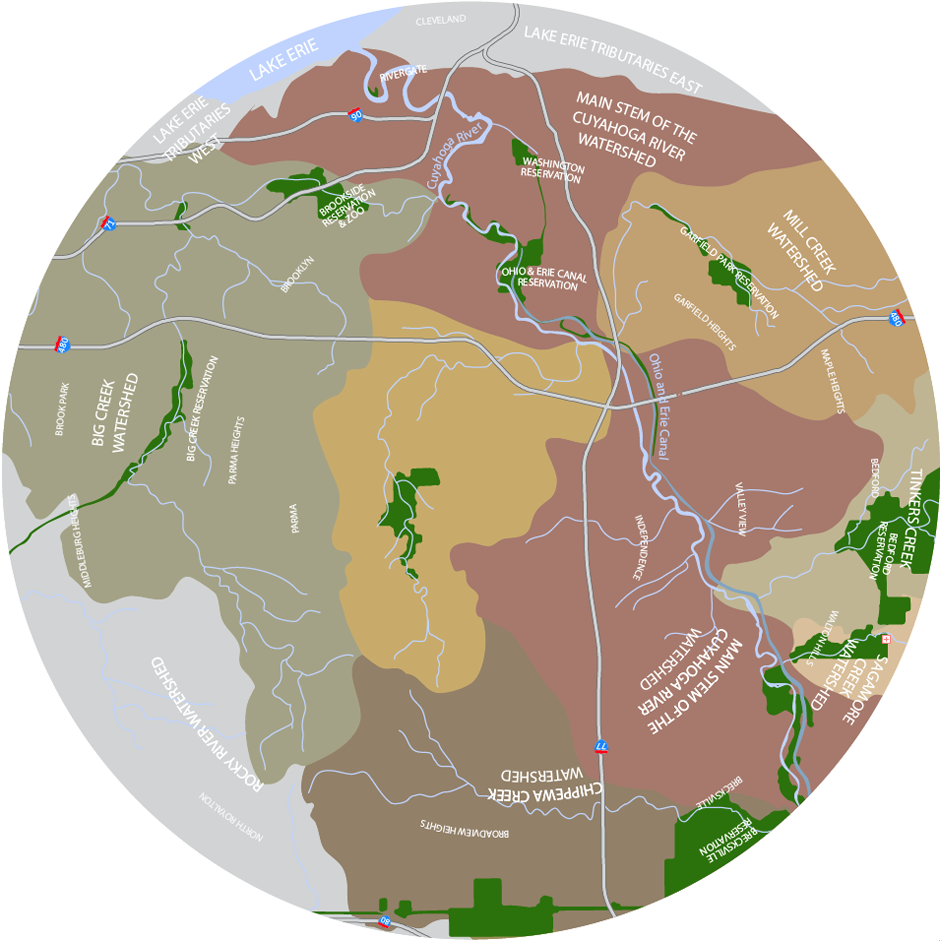 CLEVELAND
LAKE ERIE
LAKE ERIE TRIBUTARIES EAST
RIVERGATE
LAKE ERIE
TRIBUTARIES
WEST
90
MAIN STEM OF THE
CUYAHOGA RIVER
WATERSHED
Cuyahoga River
WASHINGTON
RESERVATION
BROOKSIDE
RESERVATION
& ZOO
71
MILL CREEK
WATERSHED
GARFIELD PARK RESERVATION
BROOKLYN
OHIO & ERIE CANAL
RESERVATION
GARFIELD HEIGHTS
480
480
Ohio and Erie Canal
MAPLE HEIGHTS
BROOK PARK
BIG CREEK
WATERSHED
BIG CREEK RESERVATION
PARMA HEIGHTS
PARMA
MIDDLEBURG HEIGHTS
BEDFORD
TINKERS CREEK
BEDFORD
RESERVATION
VALLEY VIEW
INDEPENDENCE
WALTON HILLS
SAGAMORE
CREEK
WATERSHED
MAIN STEM OF THE
CUYAHOGA RIVER
WATERSHED
ROCKY RIVER WATERSHED
77
CHIPPEWA CREEK
WATERSHED
BRECKSVILLE
BRECKSVILLE
RESERVATION
BROADVIEW HEIGHTS
NORTH ROYALTON
80